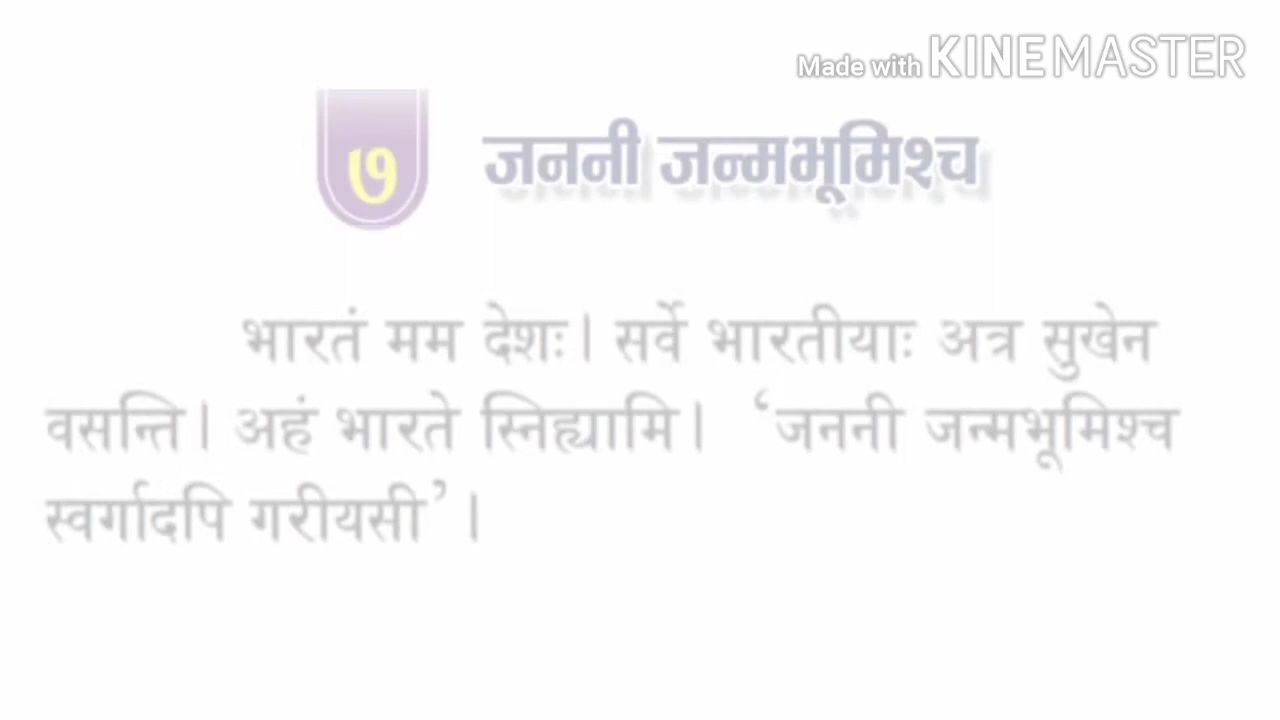 Made with KINEMASTER
७ जननी जन्मभूमिश्च
भारतं मम देशः। सर्वे भारतीयाः अत्र सुखेन
वसन्ति। अहं भारते स्निह्यामि। ‘जननी जन्मभूमिश्च
स्वर्गादपि गरीयसी’।